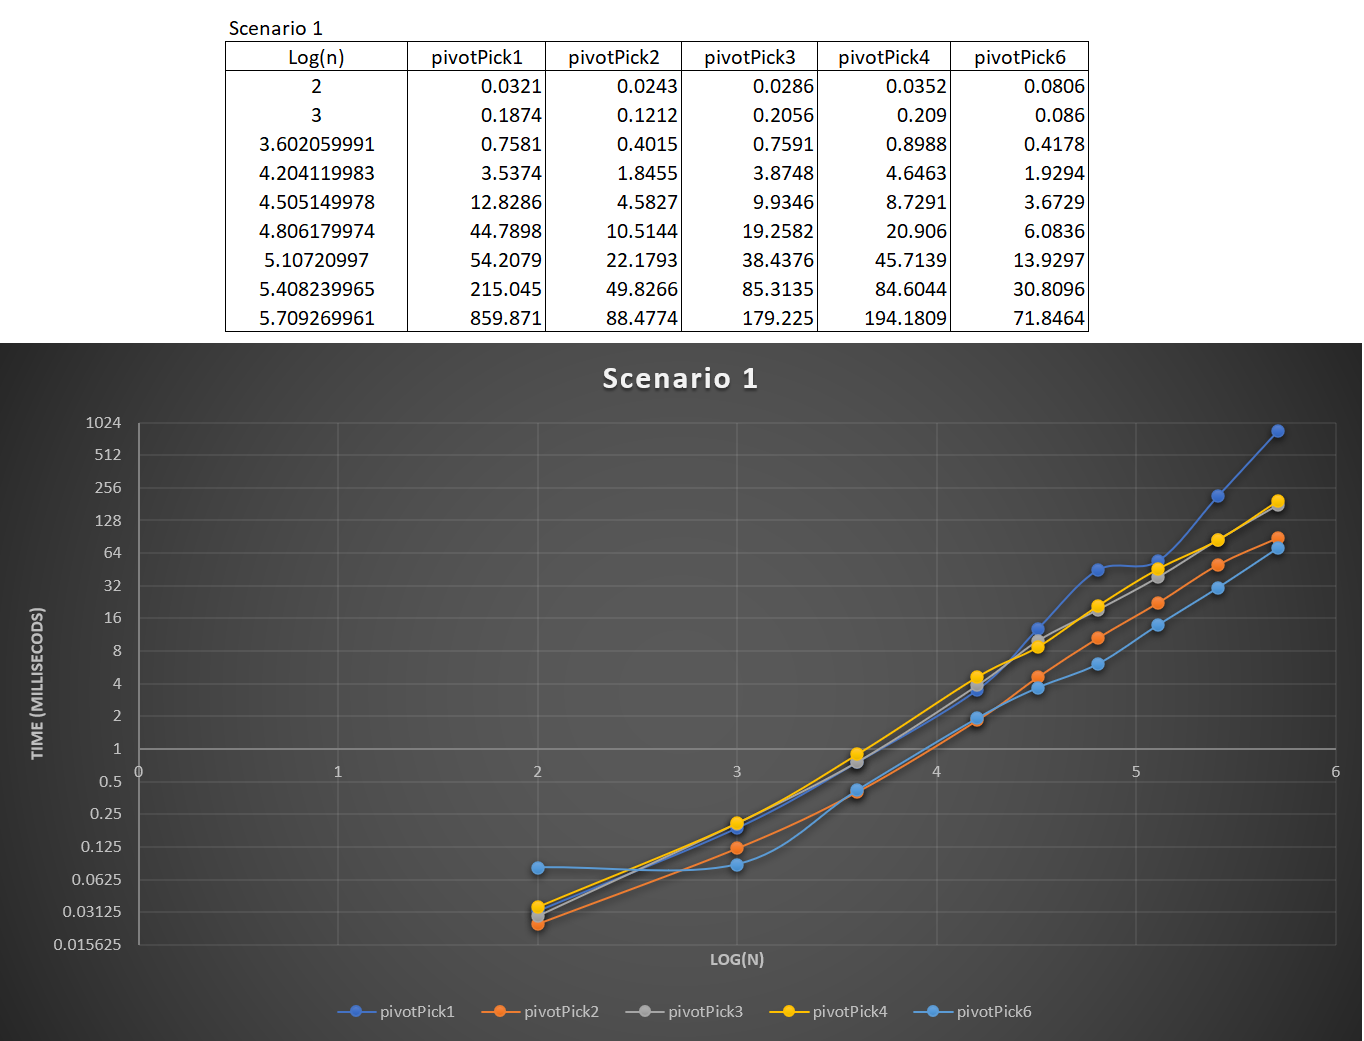 Scenario 1
Log(n) pivotPick1 pivotPick2 pivotPick3 pivotPick4 pivotPick6
2 0.0321 0.0243 0.0286 0.0352 0.0806
3 0.1874 0.1212 0.2056 0.209 0.086
3.602059991 0.7581 0.4015 0.7591 0.8988 0.4178
4.204119983 3.5374 1.8455 3.8748 4.6463 1.9294
4.505149978 12.8286 4.5827 9.9346 8.7291 3.6729
4.806179974 44.7898 10.5144 19.2582 20.906 6.0836
5.10720997 54.2079 22.1793 38.4376 45.7139 13.9297
5.408239965 215.045 49.8266 85.3135 84.6044 30.8096
5.709269961 859.871 88.4774 179.225 194.1809 71.8464
Scenario 1
1024
512
256
128
64
32
16
8
4
2
1
0 1 2 3 4 5 6
0.5
0.25
0.125
0.0625
0.03125
0.015625
TIME (MILLISECODS)
LOG(N)
pivotPick1 pivotPick2 pivotPick3 pivotPick4 pivotPick6